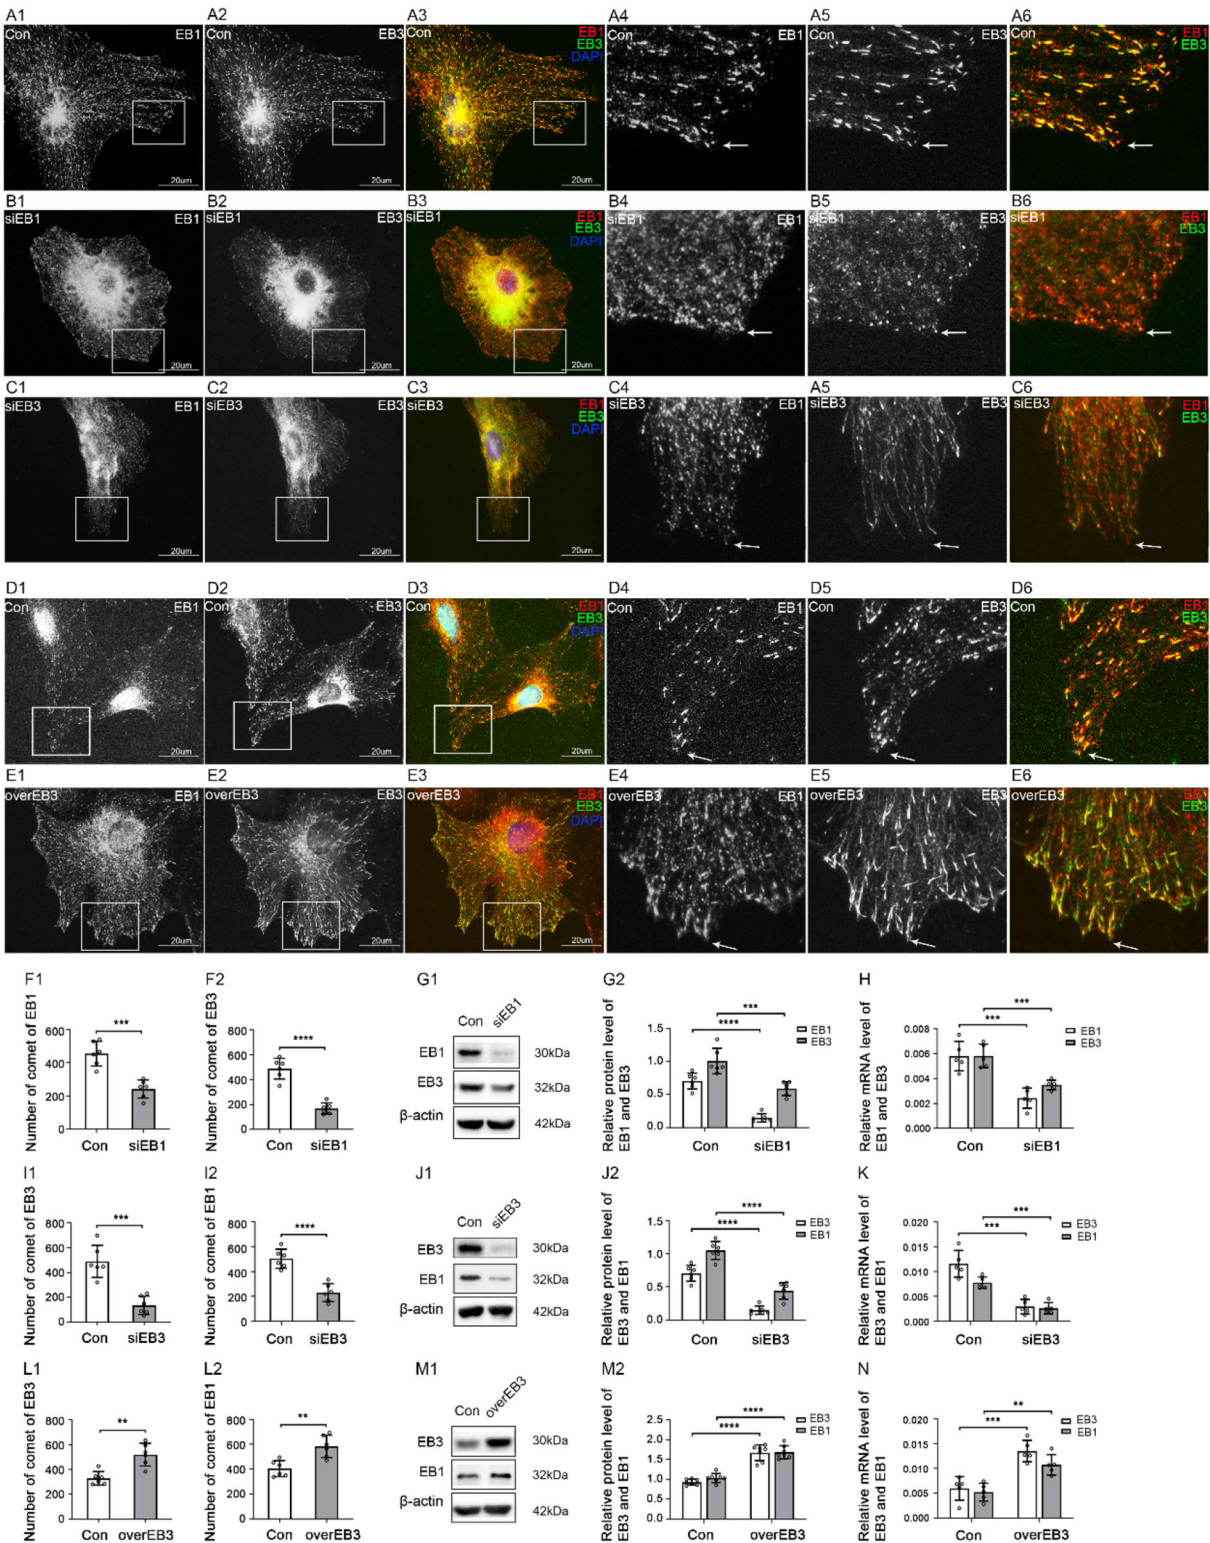 A1 A2 A3 A4 A5 A6
Con EB1 Con EB3 Con EB1 Con EB1 Con EB3 Con EB1
EB3 EB3
DAPI
20um 20um 20um
B1 B2 B3 B4 B5 B6
siEB1 EB1 siEB1 EB3 siEB1 EB1 siEB1 EB1 siEB1 EB3 siEB1 EB1
EB3 EB3
DAPI
20um 20um 20um
C1 C2 C3 C4 A5 C6
siEB3 EB1 siEB3 EB3 siEB3 EB1 siEB3 EB1 siEB3 EB3 siEB3 EB1
EB3 EB3
DAPI
20um 20um 20um
D1 D2 D3 D4 D5 D6
Con EB1 Con EB3 Con EB1 Con EB1 Con EB3 Con EB1
EB3 EB3
DAPI
20um 20um 20um
E1 E2 E3 E4 E5 E6
overEB3 EB1 overEB3 EB3 overEB3 EB1 overEB3 EB1 overEB3 EB3 overEB3 EB1
EB3 EB3
DAPI
20um 20um 20um
F1
Number of comet of EB1
600
400
200
0
***
Con siEB1
F2
Number of comet of EB3
800
600
400
200
0
****
Con siEB1
G1
Con siEB1
EB1 30kDa
EB3 32kDa
β-actin 42kDa
G2
Relative protein level of
EB1 and EB3
1.5
1.0
0.5
0.0
***
****
EB1
EB3
Con siEB1
H
Relative mRNA level of
EB1 and EB3
0.008
0.006
0.004
0.002
0.000
***
***
EB1
EB3
Con siEB1
I1
Number of comet of EB3
800
600
400
200
0
***
Con siEB3
I2
Number of comet of EB1
800
600
400
200
0
****
Con siEB3
J1
Con siEB3
EB3 30kDa
EB1 32kDa
β-actin 42kDa
J2
Relative protein level of
EB3 and EB1
1.5
1.0
0.5
0.0
****
****
EB3
EB1
Con siEB3
K
Relative mRNA level of
EB3 and EB1
0.020
0.015
0.010
0.005
0.000
***
***
EB3
EB1
Con siEB3
L1
Number of comet of EB3
800
600
400
200
0
**
Con overEB3
L2
Number of comet of EB1
800
600
400
200
0
**
Con overEB3
M1
Con overEB3
EB3 30kDa
EB1 32kDa
β-actin 42kDa
M2
Relative protein level of
EB3 and EB1
2.5
2.0
1.5
1.0
0.5
0.0
****
****
EB3
EB1
Con overEB3
N
Relative mRNA level of
EB3 and EB1
0.020
0.015
0.010
0.005
0.000
**
***
EB3
EB1
Con overEB3